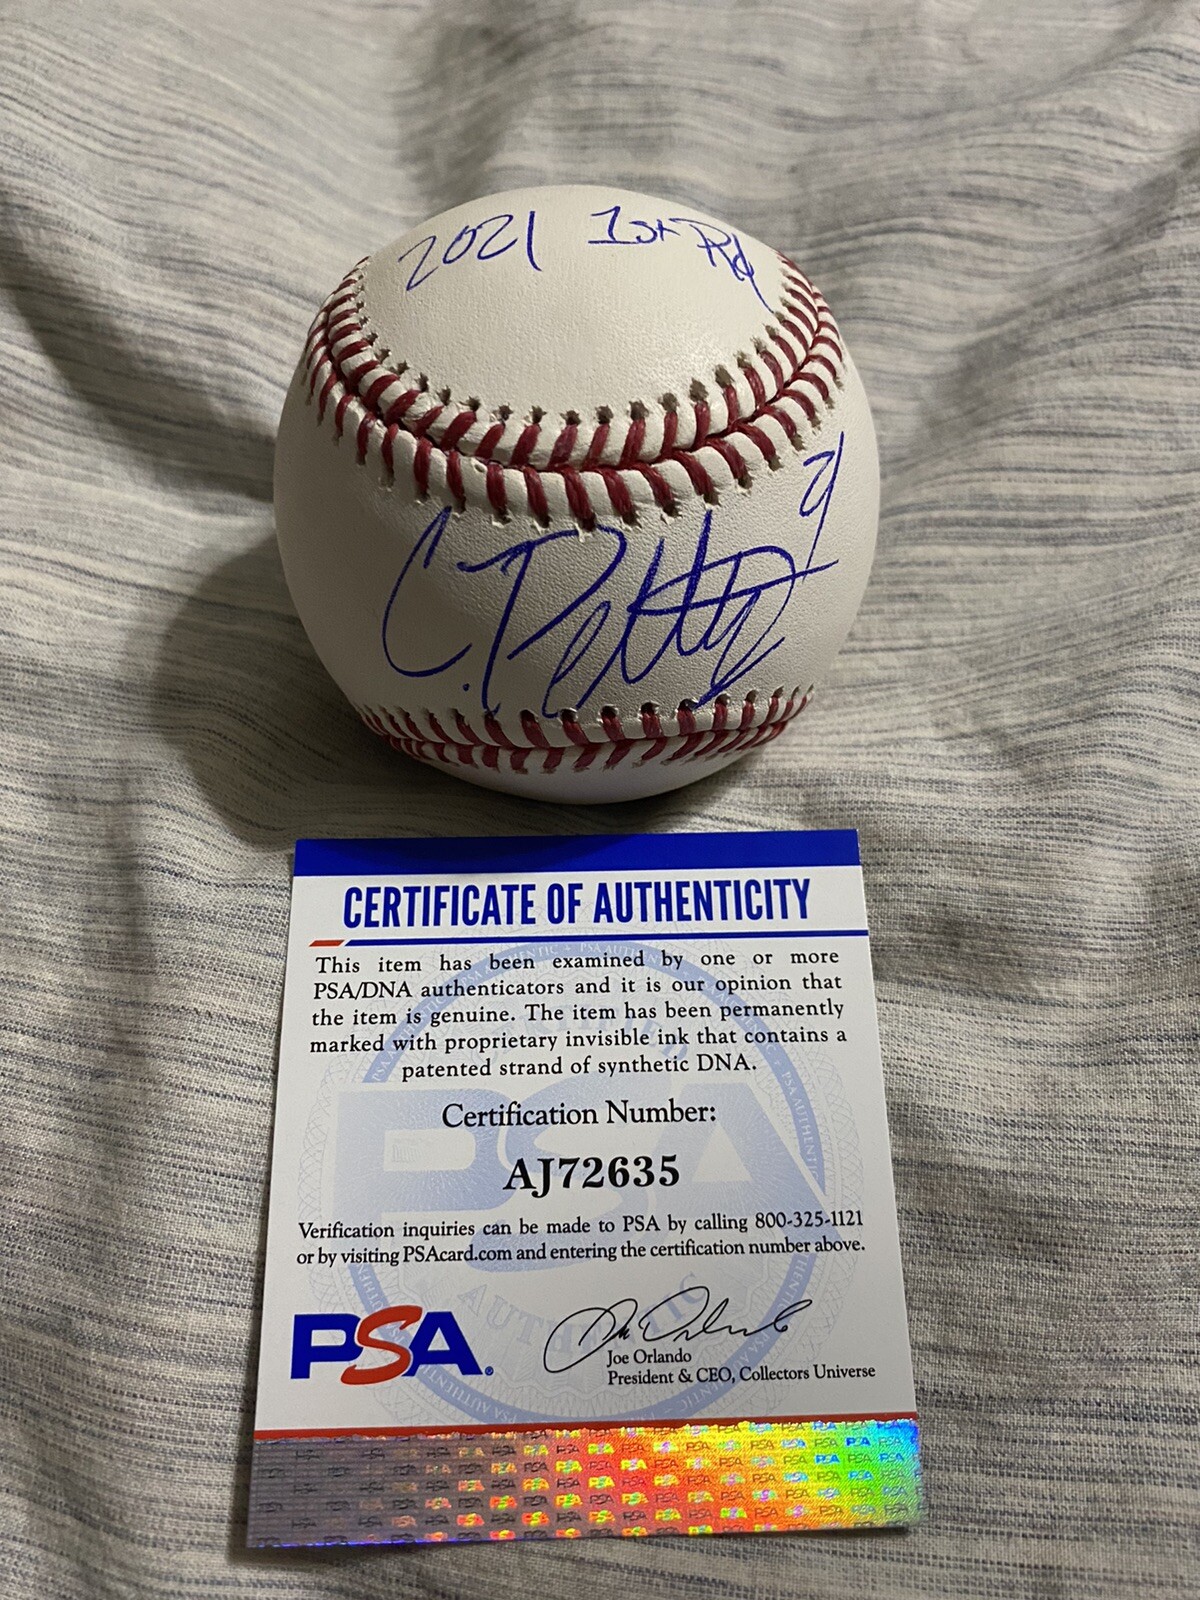 2021 1st Rd
C. Petty 9
CERTIFICATE OF AUTHENTICITY
This item has been examined by one or more
PSA/DNA authenticators and it is our opinion that
the item is genuine. The item has been permanently
marked with proprietary invisible ink that contains a
patented strand of synthetic DNA.
Certification Number:
AJ72635
Verification inquiries can be made to PSA by calling 800-325-1121
or by visiting PSAcard.com and entering the certification number above.
PSA®
Joe Orlando
President & CEO, Collectors Universe